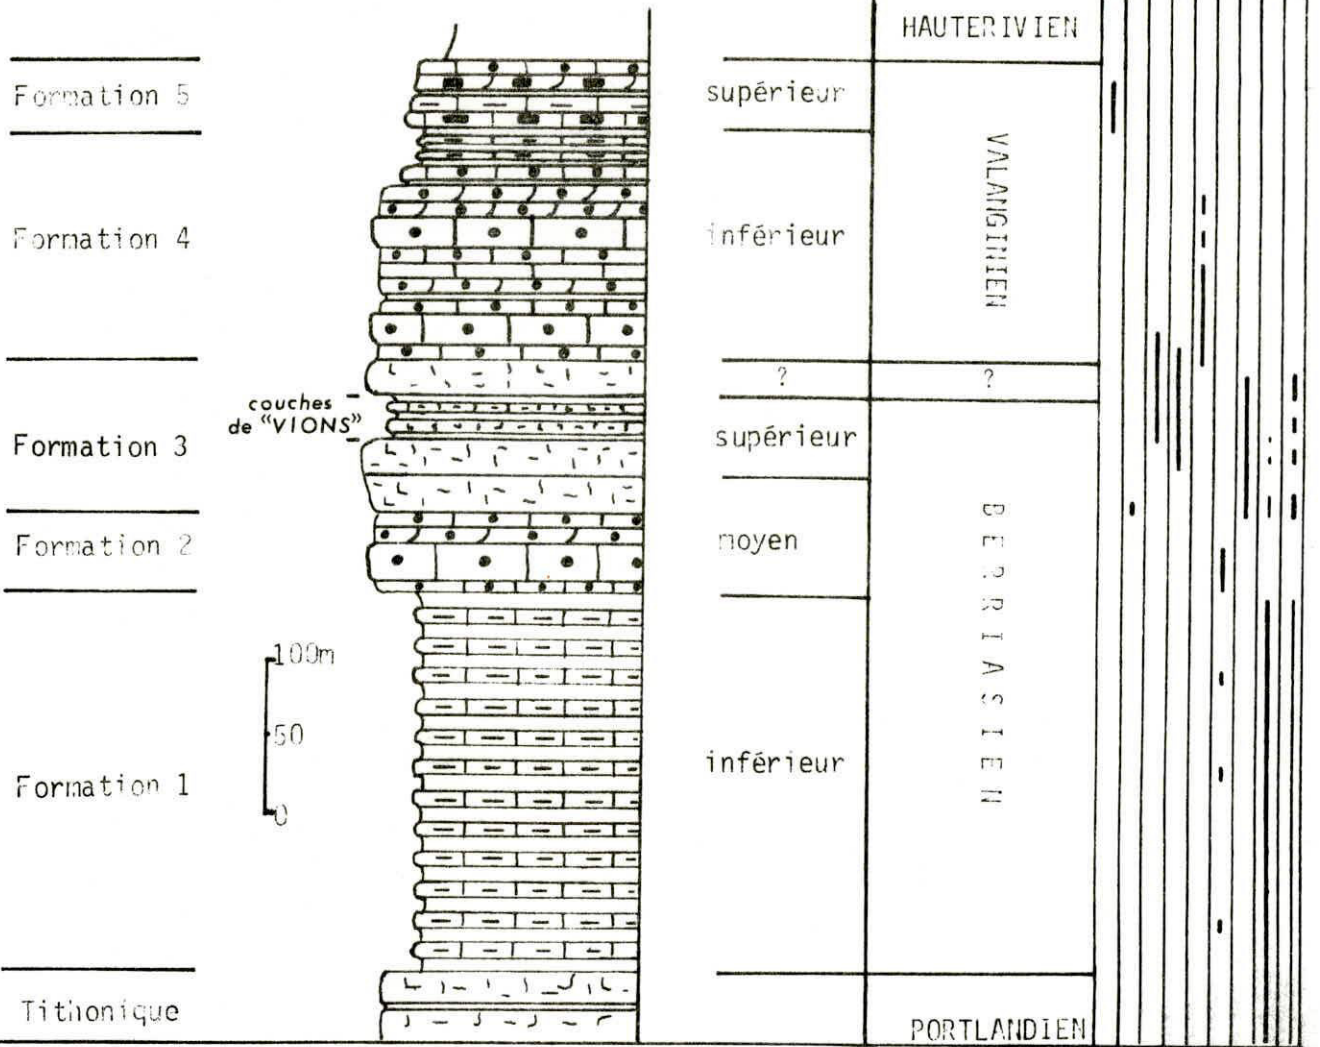 HAUTERIVIEN
Formation 5
supérieur
VALANGINIEN
Formation 4
inférieur
?
?
couches
de "VIONS"
Formation 3
supérieur
BERRIASIEN
Formation 2
moyen
100m
50
0
Formation 1
inférieur
Tithonique
PORTLANDIEN